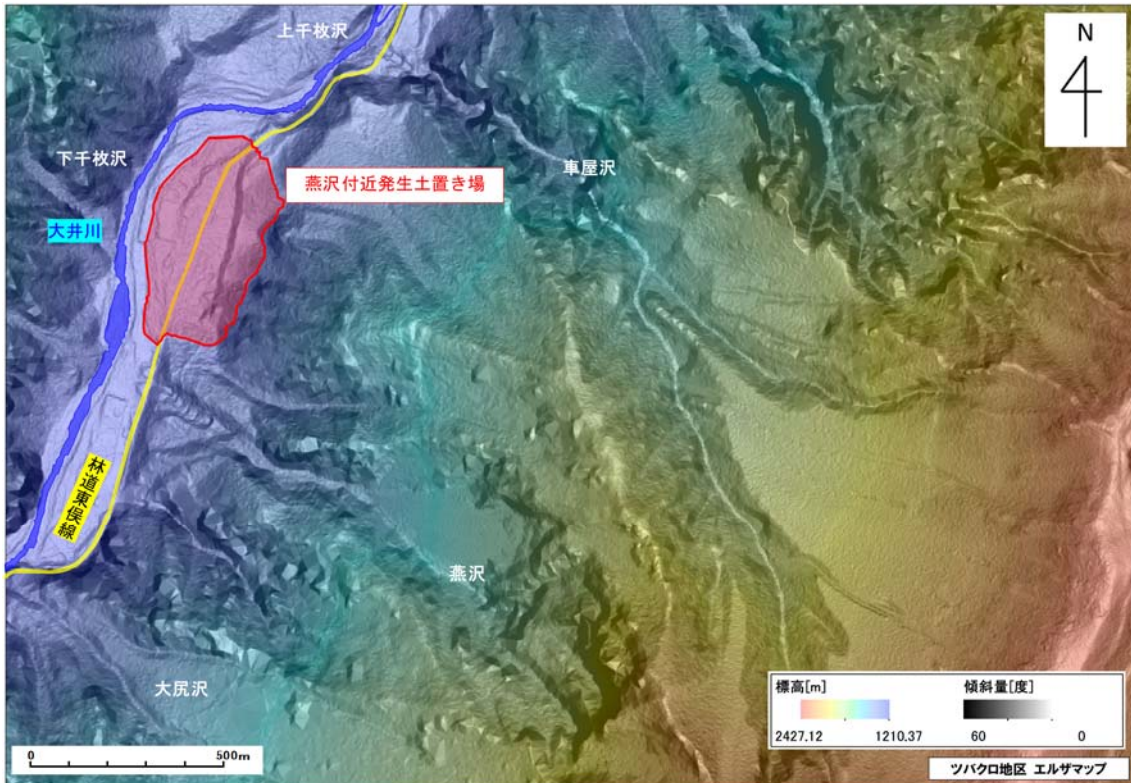 上千枚沢
N
下千枚沢
車屋沢
燕沢付近発生土置き場
大井川
林道東俣線
燕沢
大尻沢
標高[m]
傾斜量[度]
2427.12
1210.37
60
0
0
500m
ツバクロ地区 エルザマップ